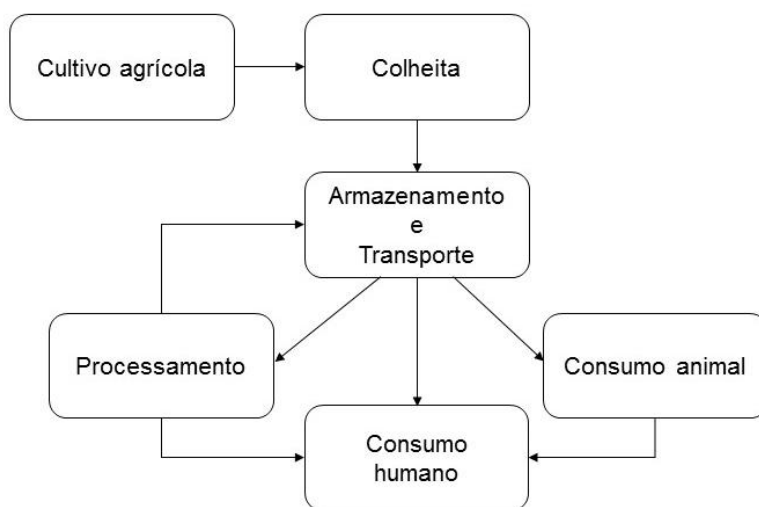 Cultivo agrícola
Colheita
Armazenamento
e
Transporte
Processamento
Consumo animal
Consumo
humano